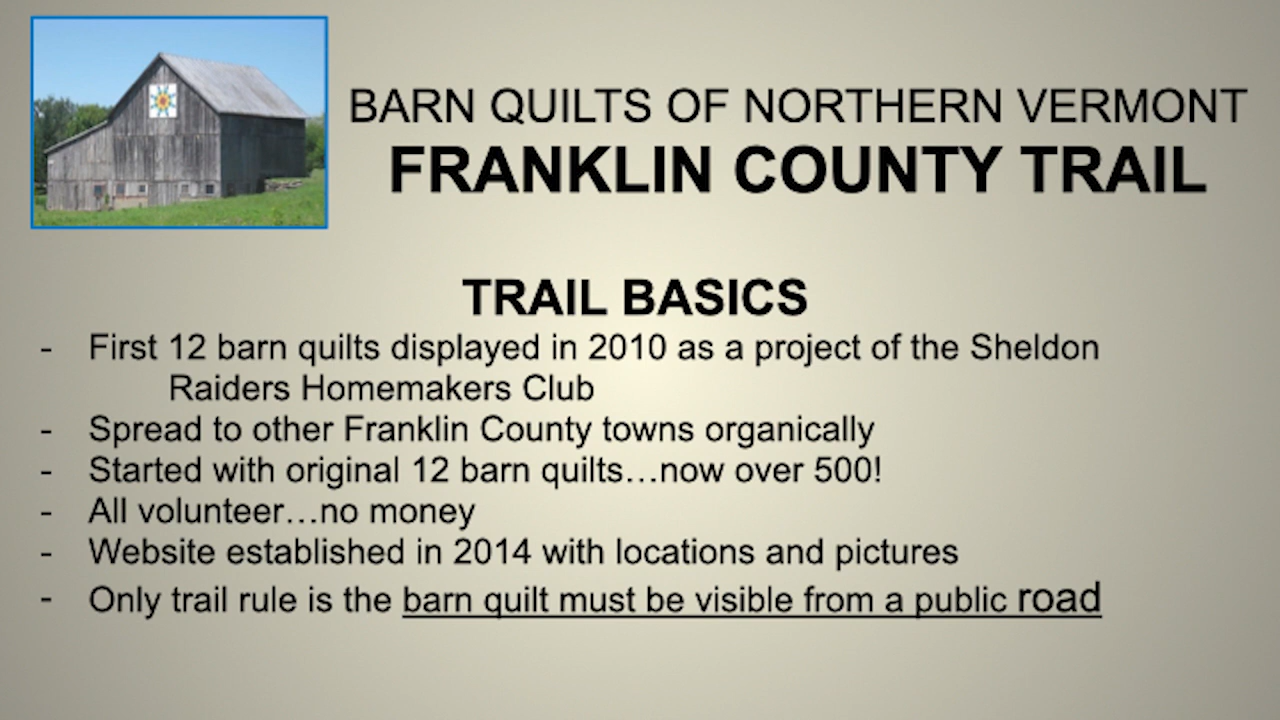 BARN QUILTS OF NORTHERN VERMONT
FRANKLIN COUNTY TRAIL
TRAIL BASICS
- First 12 barn quilts displayed in 2010 as a project of the Sheldon
Raiders Homemakers Club
- Spread to other Franklin County towns organically
- Started with original 12 barn quilts…now over 500!
- All volunteer…no money
- Website established in 2014 with locations and pictures
- Only trail rule is the barn quilt must be visible from a public road